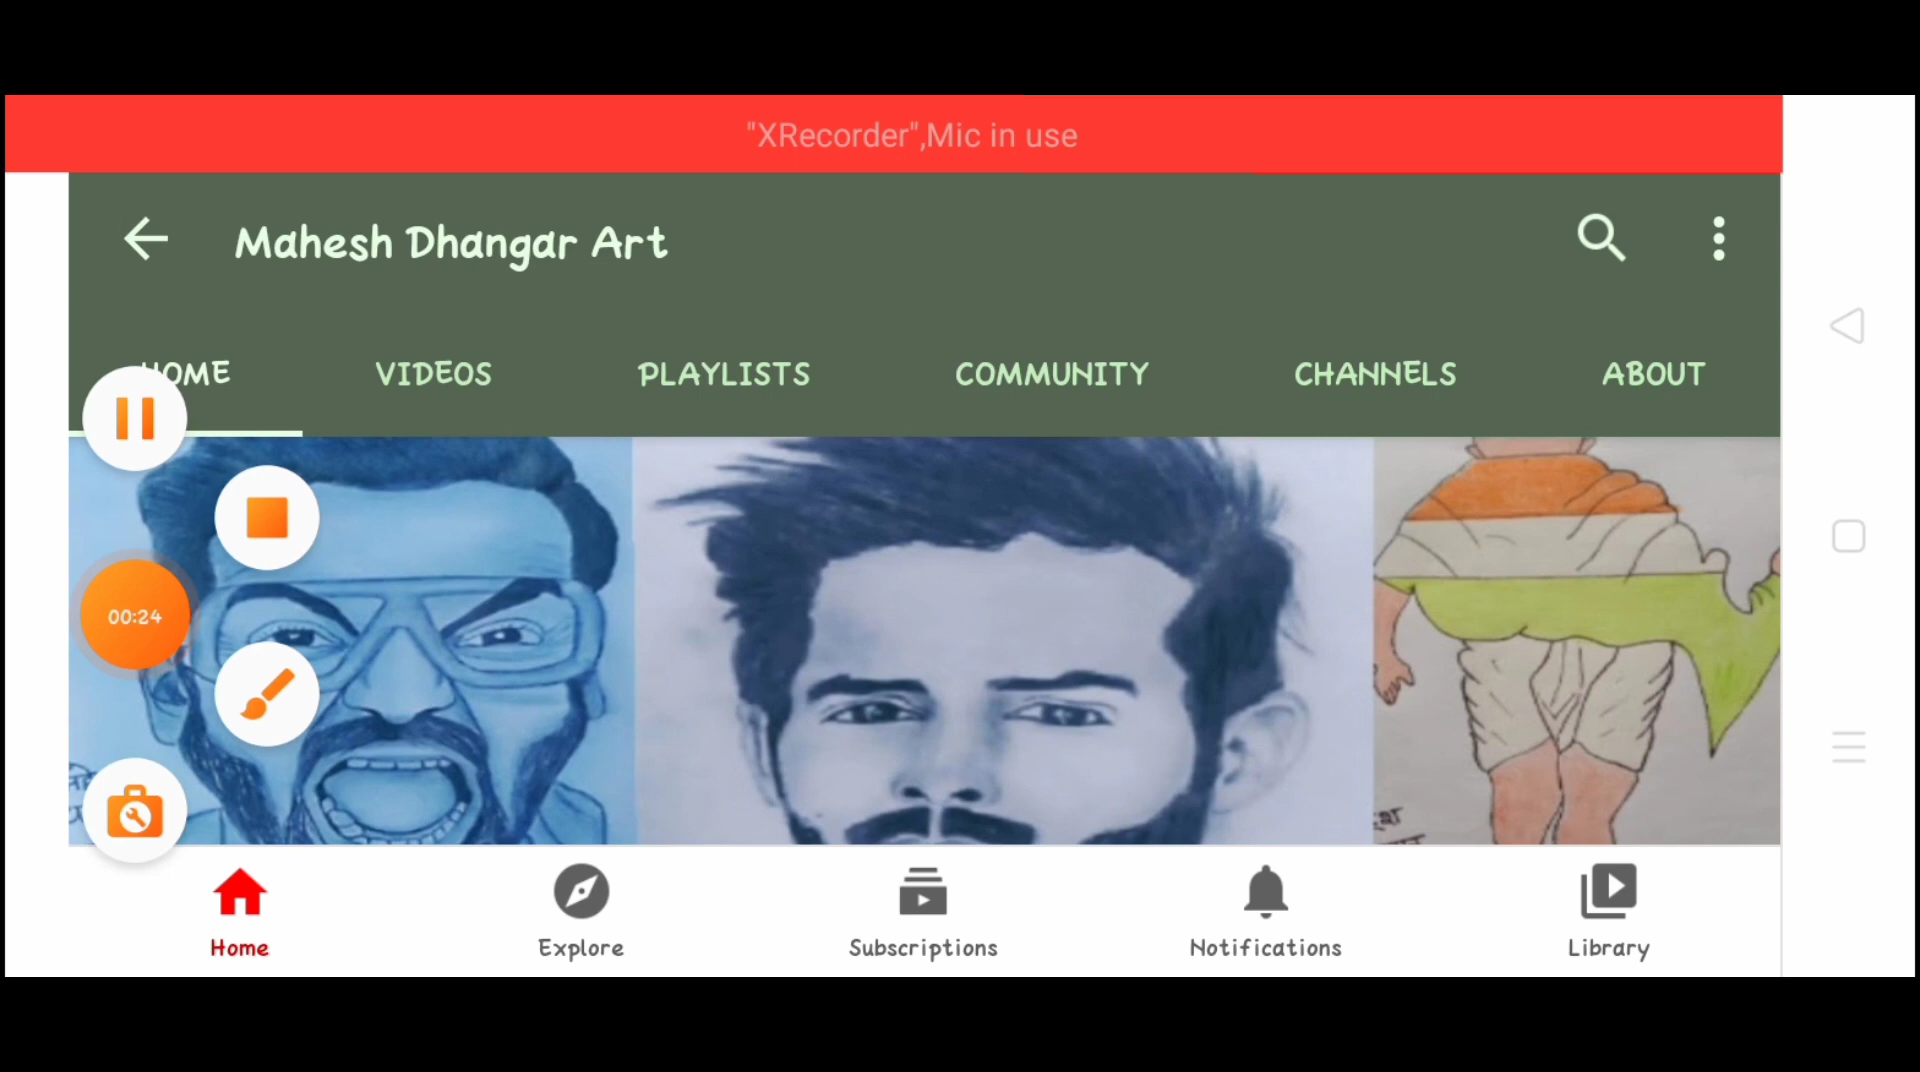 "XRecorder",Mic in use
Mahesh Dhangar Art
HOME VIDEOS PLAYLISTS COMMUNITY CHANNELS ABOUT
00:24
Home Explore Subscriptions Notifications Library